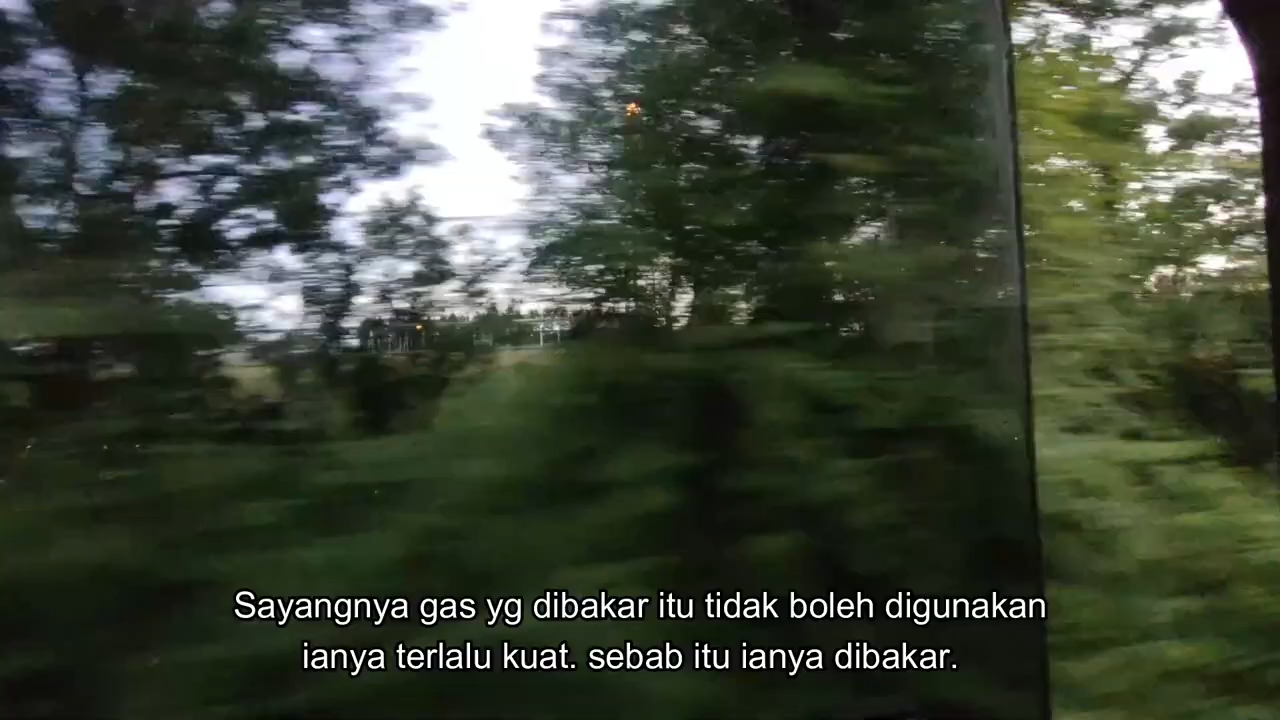 Sayangnya gas yg dibakar itu tidak boleh digunakan
ianya terlalu kuat. sebab itu ianya dibakar.